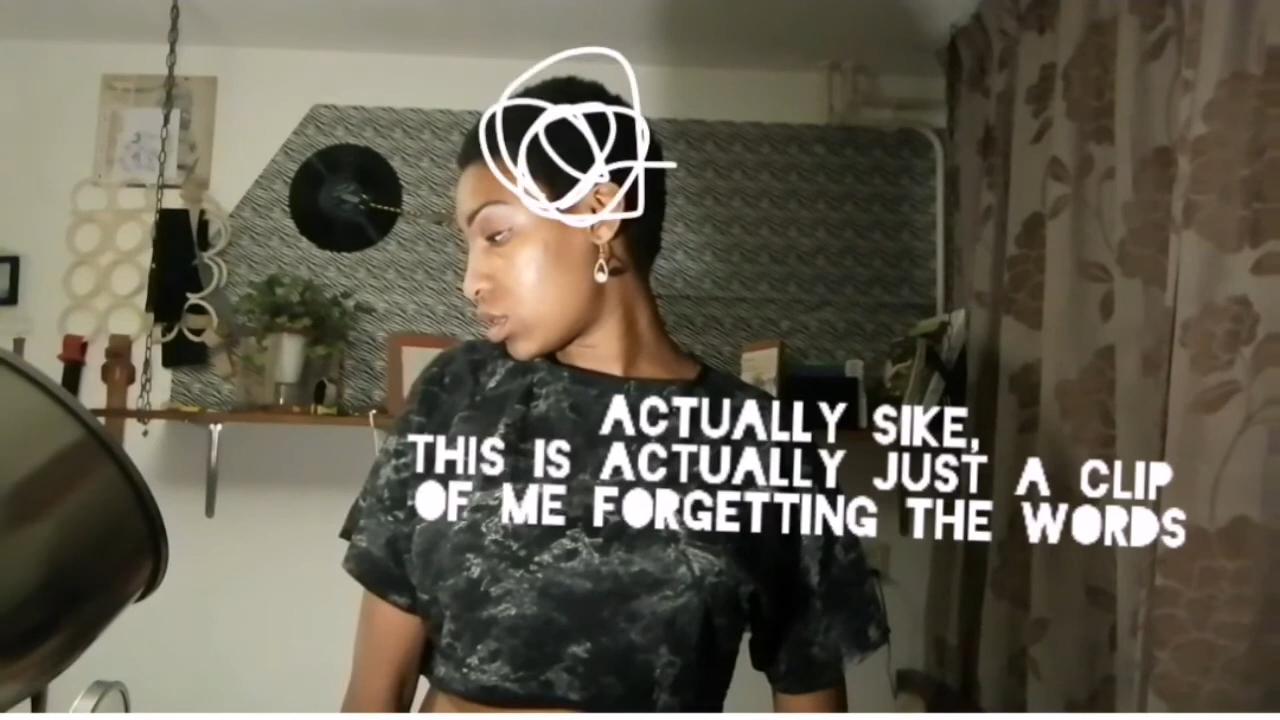 ACTUALLY SIKE,
THIS IS ACTUALLY JUST A CLIP
OF ME FORGETTING THE WORDS